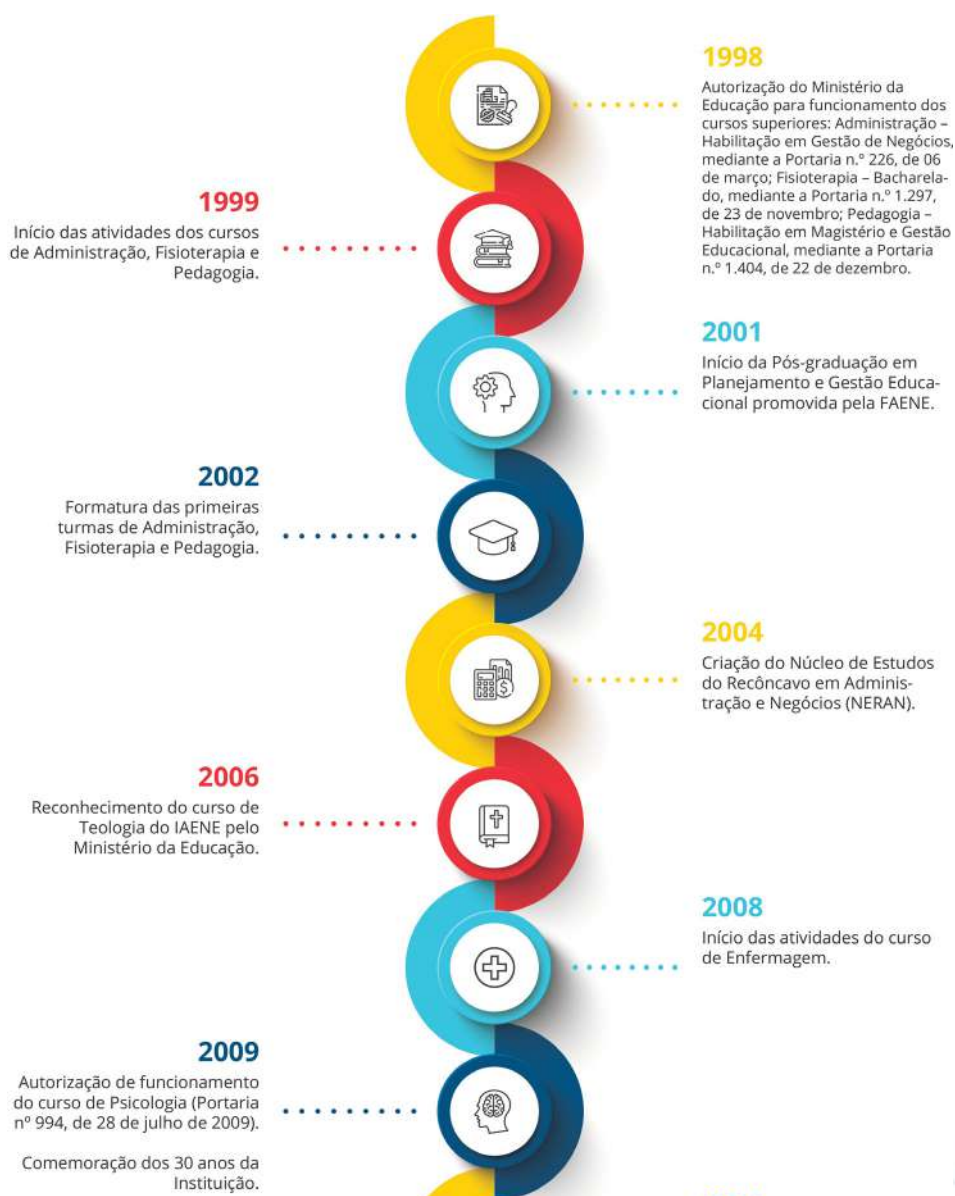 1998
Autorização do Ministério da
Educação para funcionamento dos
cursos superiores: Administração –
Habilitação em Gestão de Negócios,
mediante a Portaria n.º 226, de 06
de março; Fisioterapia – Bacharela-
do, mediante a Portaria n.º 1.297,
de 23 de novembro; Pedagogia –
Habilitação em Magistério e Gestão
Educacional, mediante a Portaria
n.º 1.404, de 22 de dezembro.
1999
Início das atividades dos cursos
de Administração, Fisioterapia e
Pedagogia.
2001
Início da Pós-graduação em
Planejamento e Gestão Educa-
cional promovida pela FAENE.
2002
Formatura das primeiras
turmas de Administração,
Fisioterapia e Pedagogia.
2004
Criação do Núcleo de Estudos
do Recôncavo em Adminis-
tração e Negócios (NERAN).
2006
Reconhecimento do curso de
Teologia do IAENE pelo
Ministério da Educação.
2008
Início das atividades do curso
de Enfermagem.
2009
Autorização de funcionamento
do curso de Psicologia (Portaria
nº 994, de 28 de julho de 2009).
Comemoração dos 30 anos da
Instituição.